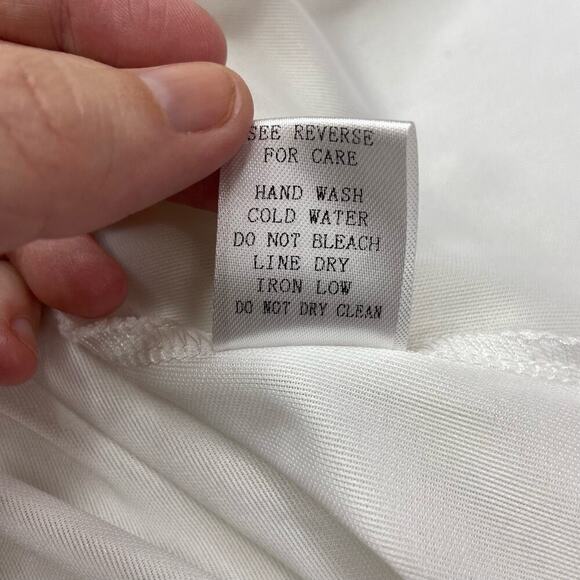 SEE REVERSE
FOR CARE
HAND WASH
COLD WATER
DO NOT BLEACH
LINE DRY
IRON LOW
DO NOT DRY CLEAN